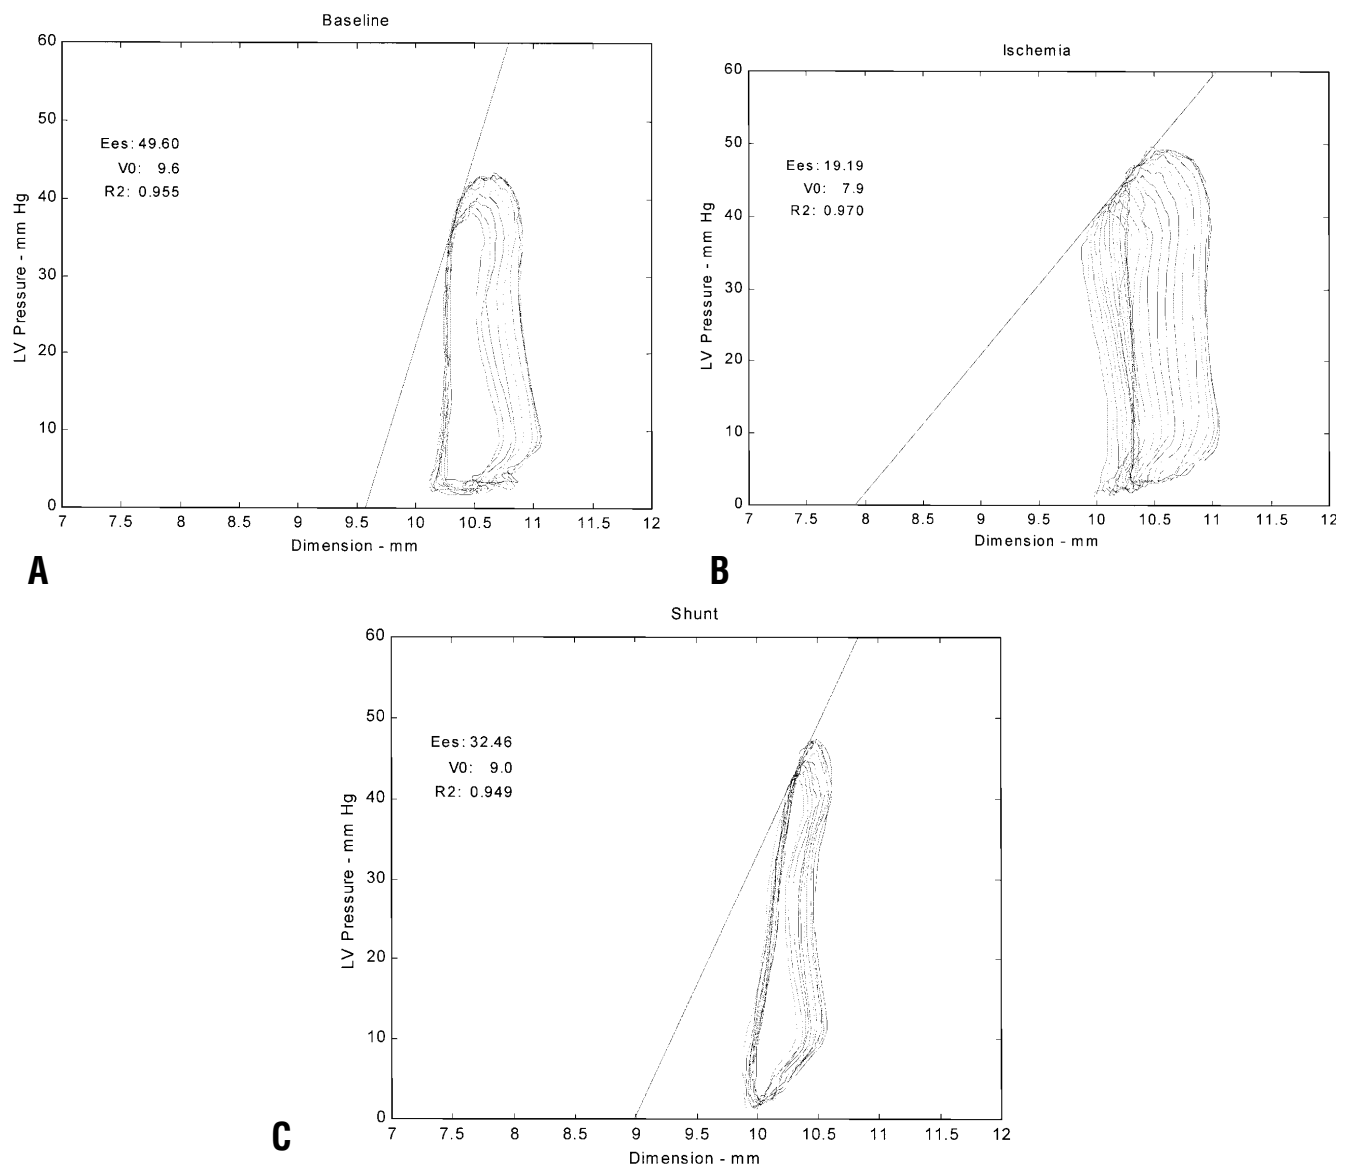 Baseline
60
50
40
30
20
10
0
LV Pressure - mm Hg
Ees: 49.60
V0: 9.6
R2: 0.955
7 7.5 8 8.5 9 9.5 10 10.5 11 11.5 12
Dimension - mm
A
Ischemia
60
50
40
30
20
10
0
LV Pressure - mm Hg
Ees: 19.19
V0: 7.9
R2: 0.970
7 7.5 8 8.5 9 9.5 10 10.5 11 11.5 12
Dimension - mm
B
Shunt
60
50
40
30
20
10
0
LV Pressure - mm Hg
Ees: 32.46
V0: 9.0
R2: 0.949
7 7.5 8 8.5 9 9.5 10 10.5 11 11.5 12
Dimension - mm
C